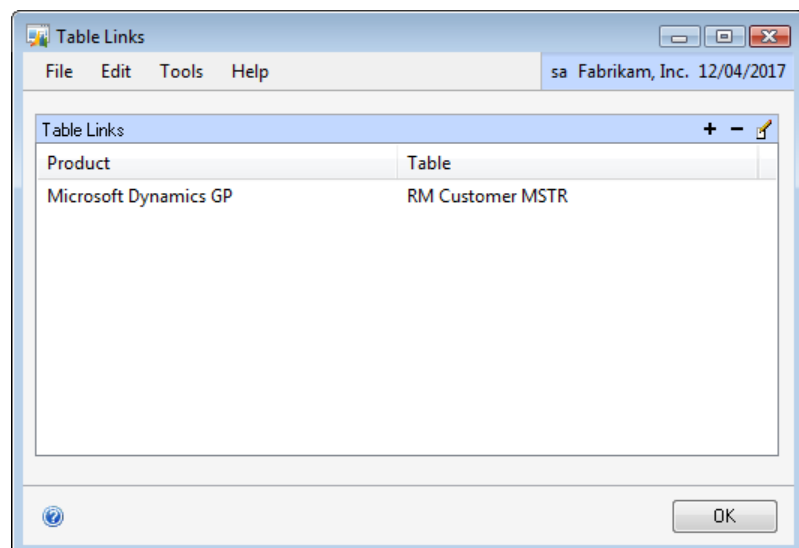 Table Links
File Edit Tools Help sa Fabrikam, Inc. 12/04/2017
Table Links + −
Product Table
Microsoft Dynamics GP RM Customer MSTR
? OK